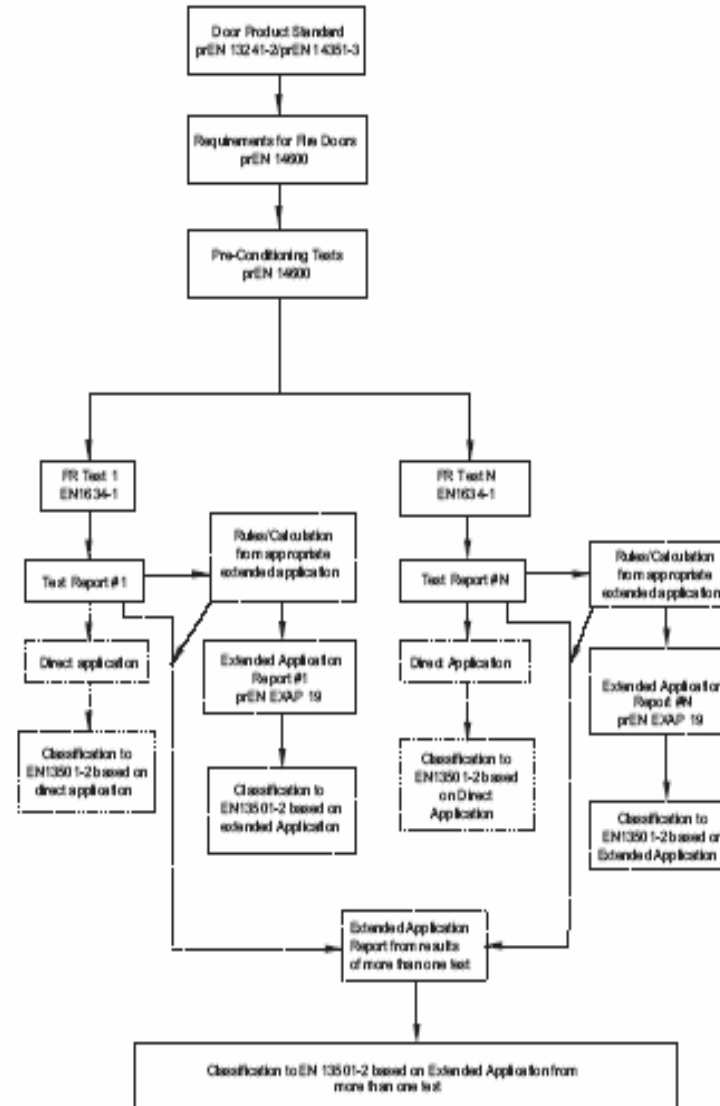 Door Product Standard
prEN 13241-2/prEN 14351-3
Requirements for Fire Doors
prEN 14600
Pre-Conditioning Tests
prEN 14600
FR Test 1
EN1634-1
FR Test N
EN1634-1
Test Report #1
Rules/Calculation
from appropriate
extended application
Test Report #N
Rules/Calculation
from appropriate
extended application
Direct application
Extended Application
Report #1
prEN EXAP 19
Direct Application
Extended Application
Report #N
prEN EXAP 19
Classification to
EN13501-2 based on
direct application
Classification to
EN13501-2 based on
extended Application
Classification to
EN13501-2 based
on Direct
Application
Classification to
EN13501-2 based on
Extended Application
Extended Application
Report from results
of more than one test
Classification to EN 13501-2 based on Extended Application from
more than one test